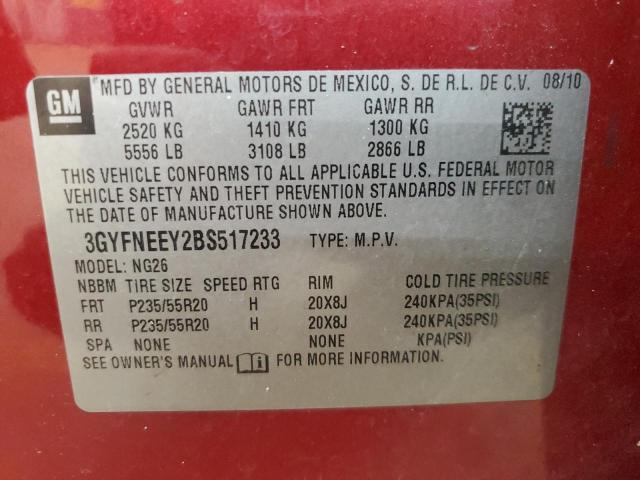 GM
MFD BY GENERAL MOTORS DE MEXICO, S. DE R.L. DE C.V. 08/10
GVWR GAWR FRT GAWR RR
2520 KG 1410 KG 1300 KG
5556 LB 3108 LB 2866 LB
THIS VEHICLE CONFORMS TO ALL APPLICABLE U.S. FEDERAL MOTOR
VEHICLE SAFETY AND THEFT PREVENTION STANDARDS IN EFFECT ON
THE DATE OF MANUFACTURE SHOWN ABOVE.
3GYFNEEY2BS517233 TYPE: M.P.V.
MODEL: NG26
NBBM TIRE SIZE SPEED RTG RIM COLD TIRE PRESSURE
FRT P235/55R20 H 20X8J 240KPA(35PSI)
RR P235/55R20 H 20X8J 240KPA(35PSI)
SPA NONE NONE KPA(PSI)
SEE OWNER'S MANUAL FOR MORE INFORMATION.